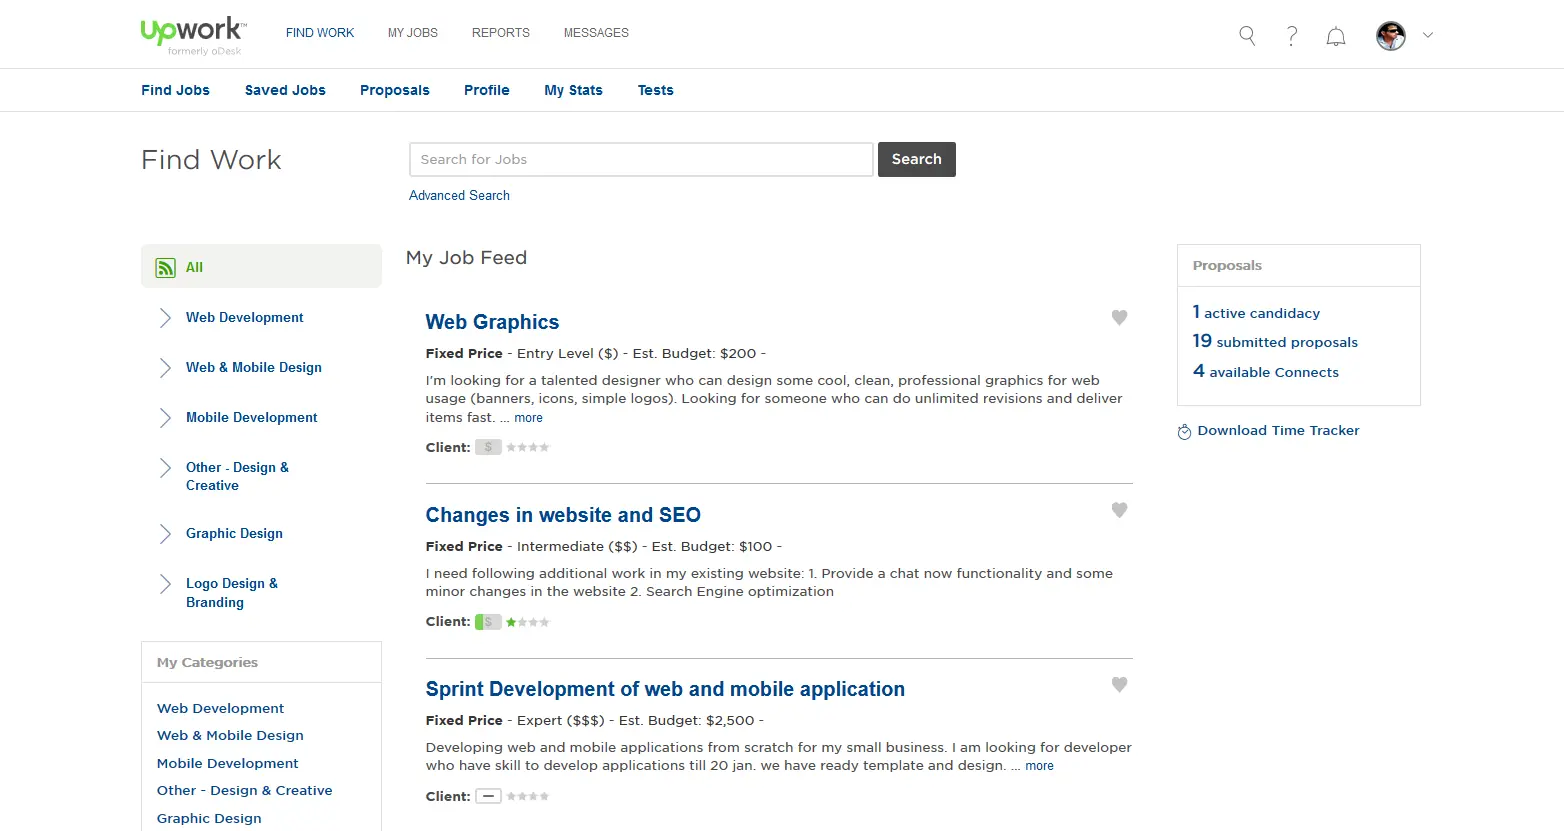 Upwork™
formerly oDesk
FIND WORK
MY JOBS
REPORTS
MESSAGES
Find Jobs
Saved Jobs
Proposals
Profile
My Stats
Tests
Find Work
Search for Jobs
Search
Advanced Search
All
Web Development
Web & Mobile Design
Mobile Development
Other - Design &
Creative
Graphic Design
Logo Design &
Branding
My Categories
Web Development
Web & Mobile Design
Mobile Development
Other - Design & Creative
Graphic Design
My Job Feed
Web Graphics
Fixed Price - Entry Level ($) - Est. Budget: $200 -
I'm looking for a talented designer who can design some cool, clean, professional graphics for web
usage (banners, icons, simple logos). Looking for someone who can do unlimited revisions and deliver
items fast. ... more
Client: $
Changes in website and SEO
Fixed Price - Intermediate ($$) - Est. Budget: $100 -
I need following additional work in my existing website: 1. Provide a chat now functionality and some
minor changes in the website 2. Search Engine optimization
Client: $
Sprint Development of web and mobile application
Fixed Price - Expert ($$$) - Est. Budget: $2,500 -
Developing web and mobile applications from scratch for my small business. I am looking for developer
who have skill to develop applications till 20 jan. we have ready template and design. ... more
Client:
Proposals
1 active candidacy
19 submitted proposals
4 available Connects
Download Time Tracker